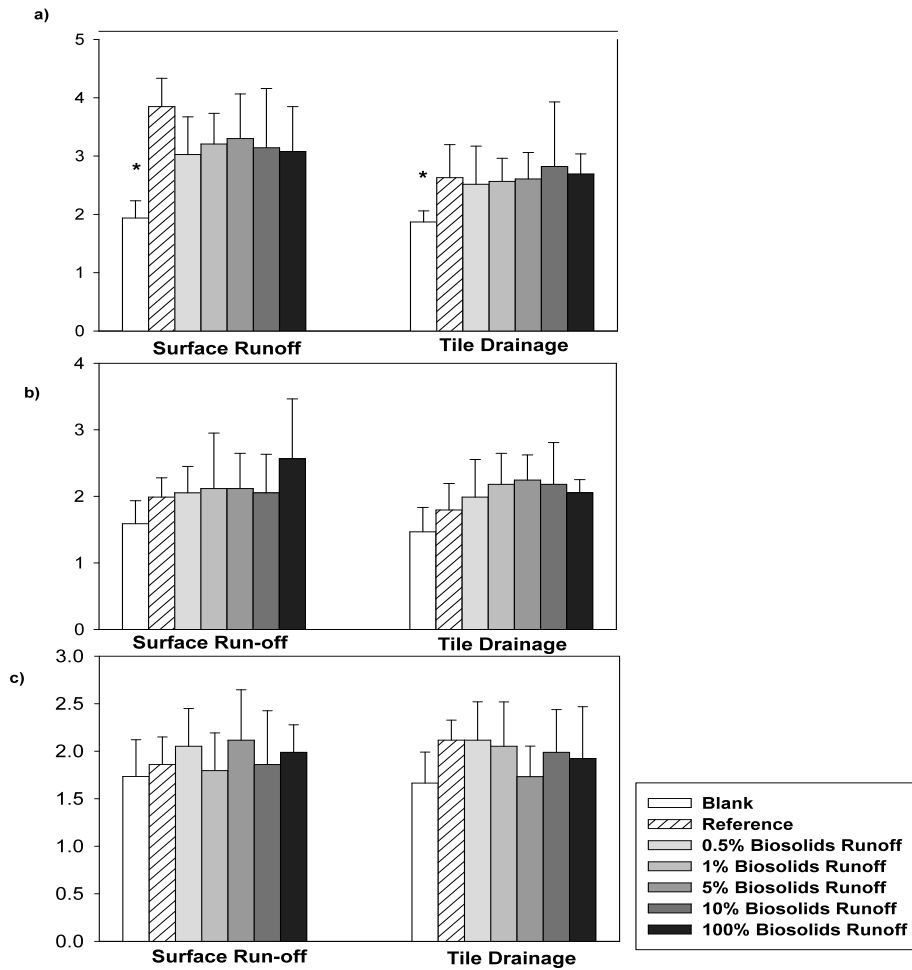 a)
5
4
3
2
1
0
*
*
Surface Runoff
Tile Drainage
b)
4
3
2
1
0
Surface Run-off
Tile Drainage
c)
3.0
2.5
2.0
1.5
1.0
0.5
0.0
Surface Run-off
Tile Drainage
Blank
Reference
0.5% Biosolids Runoff
1% Biosolids Runoff
5% Biosolids Runoff
10% Biosolids Runoff
100% Biosolids Runoff